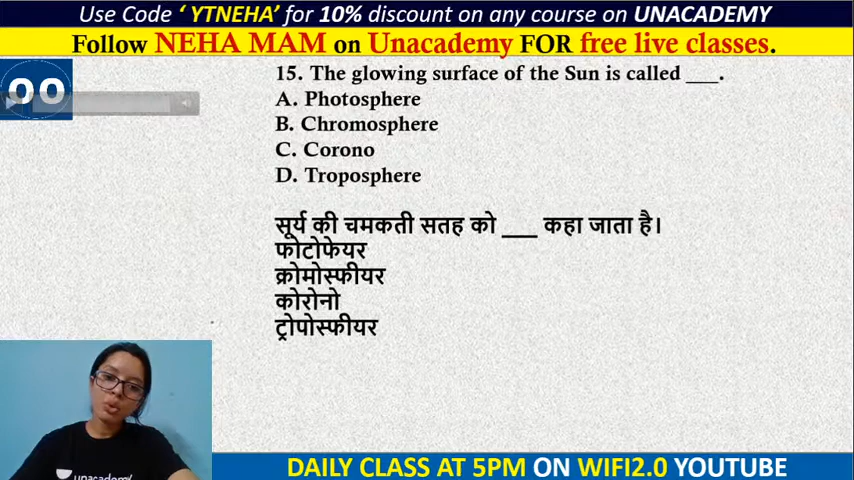 Use Code ‘ YTNEHA’ for 10% discount on any course on UNACADEMY
Follow NEHA MAM on Unacademy FOR free live classes.
00
15. The glowing surface of the Sun is called ___.
A. Photosphere
B. Chromosphere
C. Corono
D. Troposphere
सूर्य की चमकती सतह को ___ कहा जाता है।
फोटोफेयर
क्रोमोस्फीयर
कोरोनो
ट्रोपोस्फीयर
unacademy
DAILY CLASS AT 5PM ON WIFI2.0 YOUTUBE